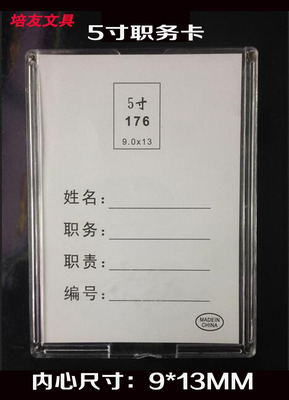 培友文具
5寸职务卡
5寸
176
9.0x13
姓名：
职务：
职责：
编号：
MADE IN
CHINA
内心尺寸：9*13MM